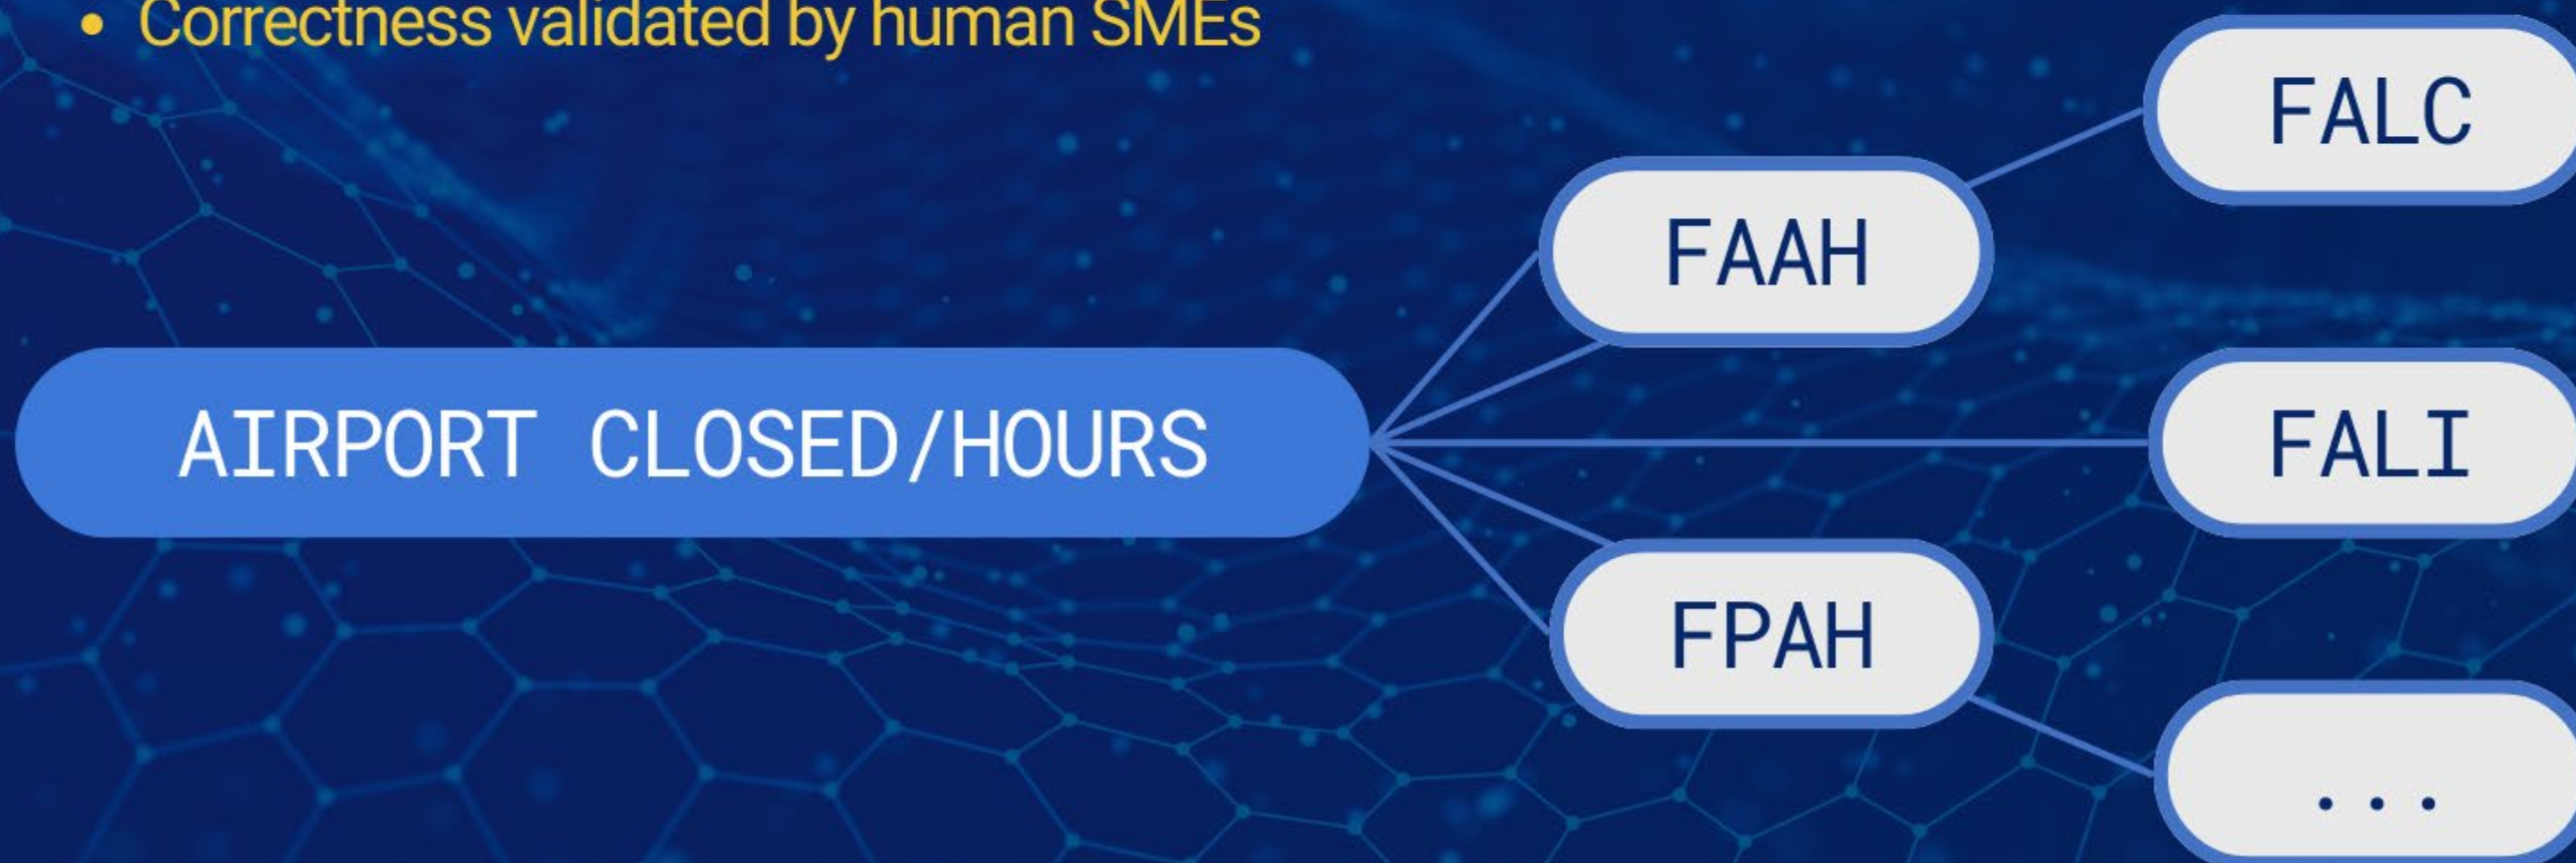 • Correctness validated by human SMEs
FALC
FAAH
AIRPORT CLOSED/HOURS
FALI
FPAH
...